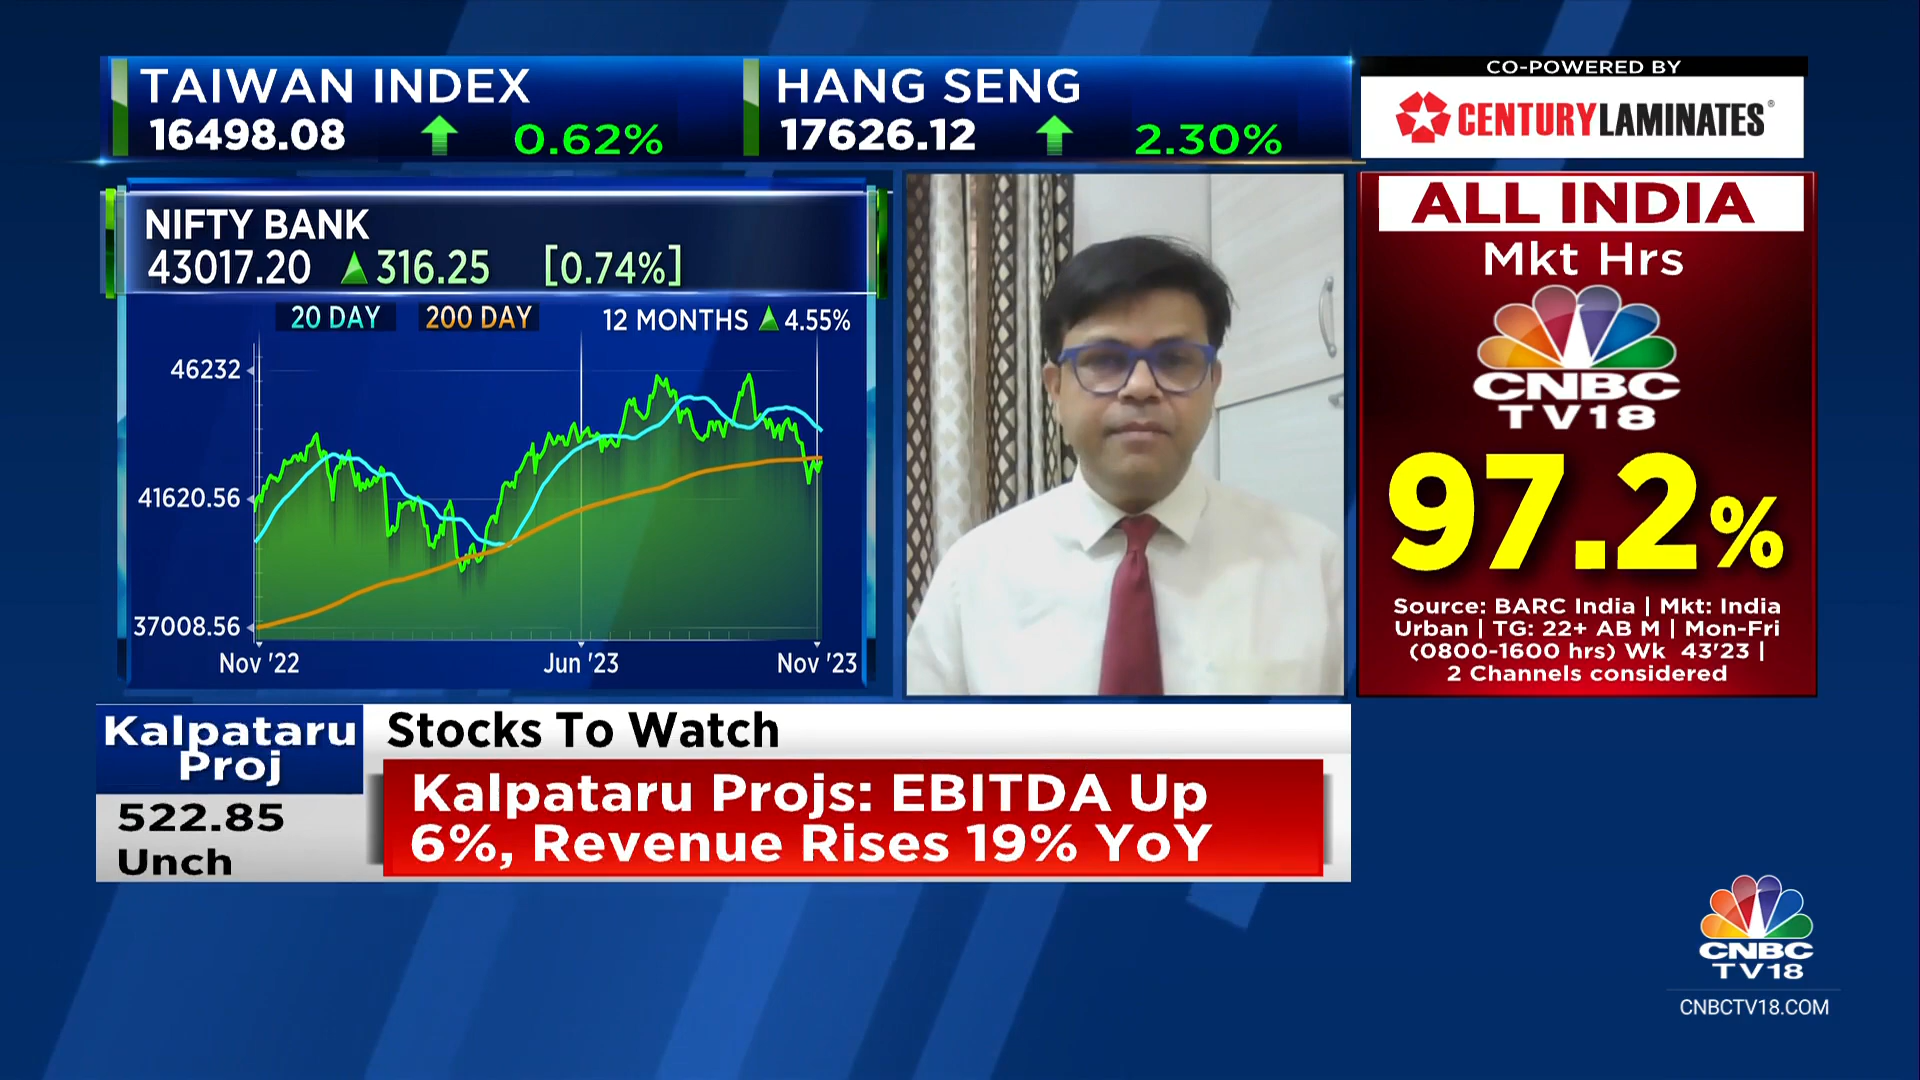 TAIWAN INDEX
16498.08 0.62%
HANG SENG
17626.12 2.30%
CO-POWERED BY
CENTURYLAMINATES®
NIFTY BANK
43017.20 ▲316.25 [0.74%]
20 DAY 200 DAY 12 MONTHS ▲4.55%
46232
41620.56
37008.56
Nov '22 Jun '23 Nov '23
ALL INDIA
Mkt Hrs
CNBC
TV18
97.2%
Source: BARC India | Mkt: India
Urban | TG: 22+ AB M | Mon-Fri
(0800-1600 hrs) Wk 43'23 |
2 Channels considered
Kalpataru
Proj
522.85
Unch
Stocks To Watch
Kalpataru Projs: EBITDA Up
6%, Revenue Rises 19% YoY
CNBC
TV18
CNBCTV18.COM